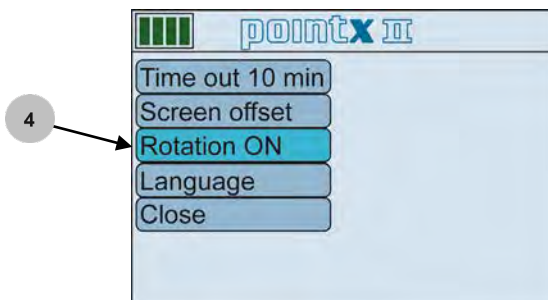 pointx II
Time out 10 min
Screen offset
4
Rotation ON
Language
Close